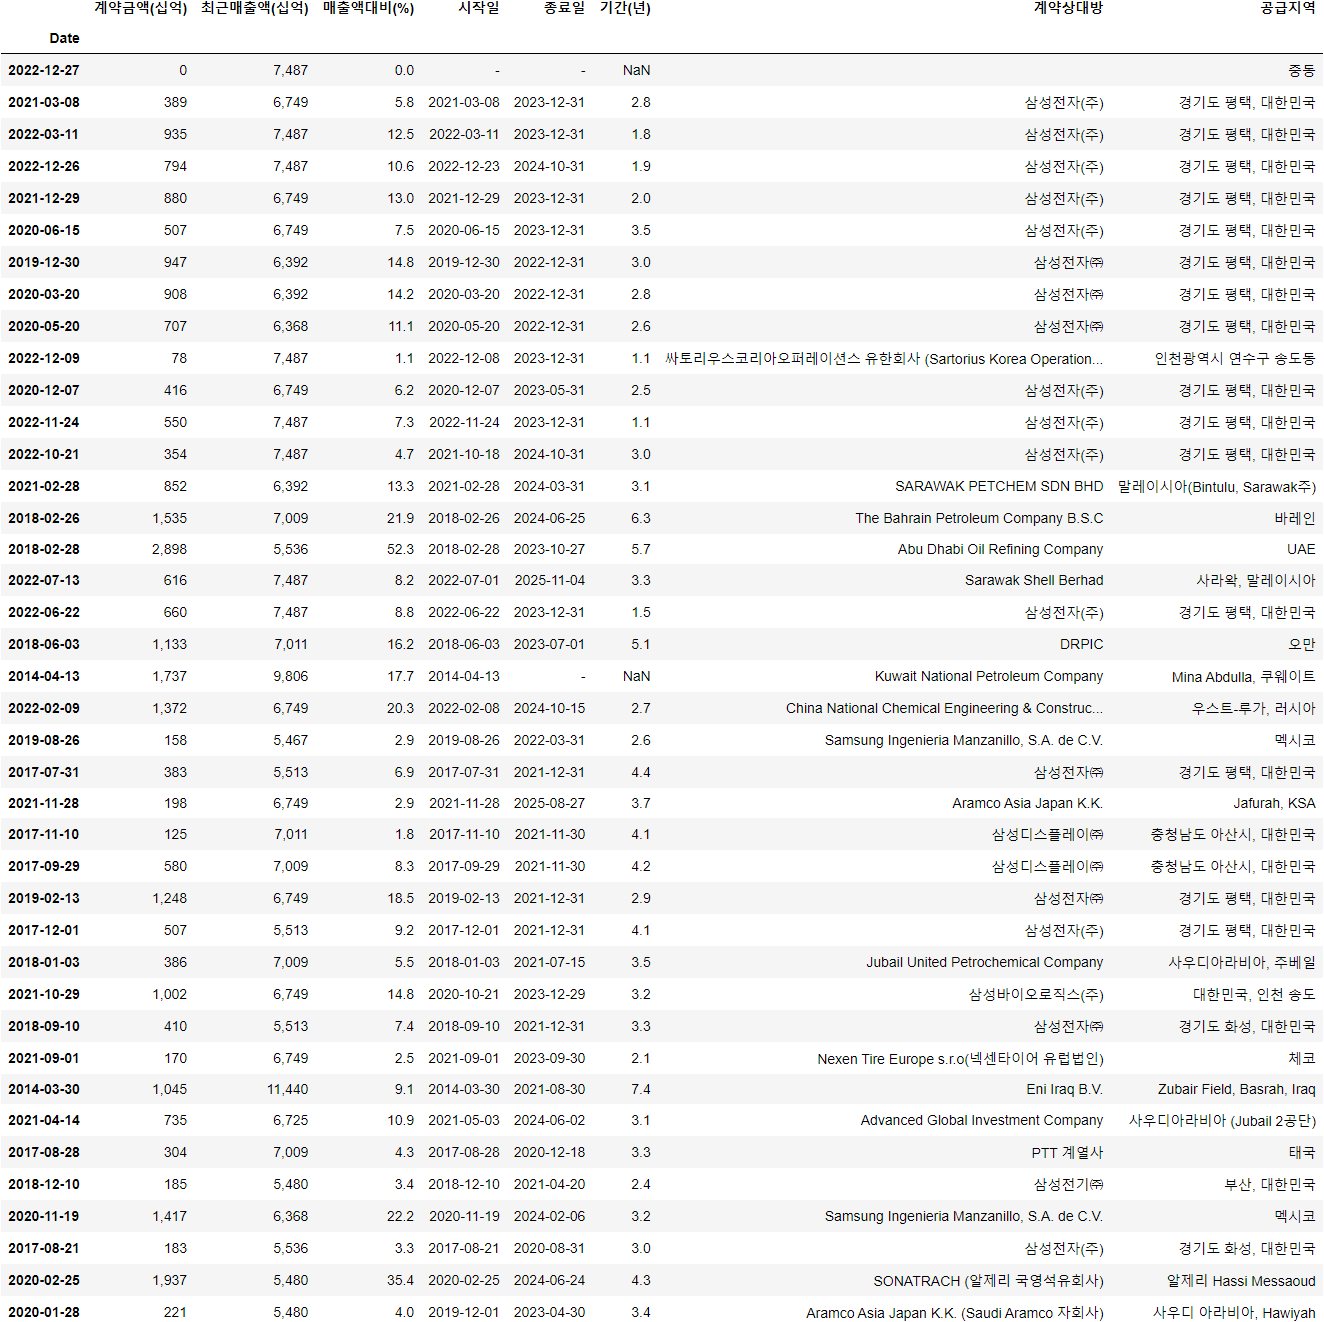 계약금액(십억) 최근매출액(십억) 매출액대비(%) 시작일 종료일 기간(년) 계약상대방 공급지역
Date
2022-12-27 0 7,487 0.0 - - NaN 중동
2021-03-08 389 6,749 5.8 2021-03-08 2023-12-31 2.8 삼성전자(주) 경기도 평택, 대한민국
2022-03-11 935 7,487 12.5 2022-03-11 2023-12-31 1.8 삼성전자(주) 경기도 평택, 대한민국
2022-12-26 794 7,487 10.6 2022-12-23 2024-10-31 1.9 삼성전자(주) 경기도 평택, 대한민국
2021-12-29 880 6,749 13.0 2021-12-29 2023-12-31 2.0 삼성전자(주) 경기도 평택, 대한민국
2020-06-15 507 6,749 7.5 2020-06-15 2023-12-31 3.5 삼성전자(주) 경기도 평택, 대한민국
2019-12-30 947 6,392 14.8 2019-12-30 2022-12-31 3.0 삼성전자㈜ 경기도 평택, 대한민국
2020-03-20 908 6,392 14.2 2020-03-20 2022-12-31 2.8 삼성전자㈜ 경기도 평택, 대한민국
2020-05-20 707 6,368 11.1 2020-05-20 2022-12-31 2.6 삼성전자㈜ 경기도 평택, 대한민국
2022-12-09 78 7,487 1.1 2022-12-08 2023-12-31 1.1 싸토리우스코리아오퍼레이션스 유한회사 (Sartorius Korea Operation... 인천광역시 연수구 송도동
2020-12-07 416 6,749 6.2 2020-12-07 2023-05-31 2.5 삼성전자(주) 경기도 평택, 대한민국
2022-11-24 550 7,487 7.3 2022-11-24 2023-12-31 1.1 삼성전자(주) 경기도 평택, 대한민국
2022-10-21 354 7,487 4.7 2021-10-18 2024-10-31 3.0 삼성전자(주) 경기도 평택, 대한민국
2021-02-28 852 6,392 13.3 2021-02-28 2024-03-31 3.1 SARAWAK PETCHEM SDN BHD 말레이시아(Bintulu, Sarawak주)
2018-02-26 1,535 7,009 21.9 2018-02-26 2024-06-25 6.3 The Bahrain Petroleum Company B.S.C 바레인
2018-02-28 2,898 5,536 52.3 2018-02-28 2023-10-27 5.7 Abu Dhabi Oil Refining Company UAE
2022-07-13 616 7,487 8.2 2022-07-01 2025-11-04 3.3 Sarawak Shell Berhad 사라왁, 말레이시아
2022-06-22 660 7,487 8.8 2022-06-22 2023-12-31 1.5 삼성전자(주) 경기도 평택, 대한민국
2018-06-03 1,133 7,011 16.2 2018-06-03 2023-07-01 5.1 DRPIC 오만
2014-04-13 1,737 9,806 17.7 2014-04-13 - NaN Kuwait National Petroleum Company Mina Abdulla, 쿠웨이트
2022-02-09 1,372 6,749 20.3 2022-02-08 2024-10-15 2.7 China National Chemical Engineering & Construc... 우스트-루가, 러시아
2019-08-26 158 5,467 2.9 2019-08-26 2022-03-31 2.6 Samsung Ingenieria Manzanillo, S.A. de C.V. 멕시코
2017-07-31 383 5,513 6.9 2017-07-31 2021-12-31 4.4 삼성전자㈜ 경기도 평택, 대한민국
2021-11-28 198 6,749 2.9 2021-11-28 2025-08-27 3.7 Aramco Asia Japan K.K. Jafurah, KSA
2017-11-10 125 7,011 1.8 2017-11-10 2021-11-30 4.1 삼성디스플레이㈜ 충청남도 아산시, 대한민국
2017-09-29 580 7,009 8.3 2017-09-29 2021-11-30 4.2 삼성디스플레이㈜ 충청남도 아산시, 대한민국
2019-02-13 1,248 6,749 18.5 2019-02-13 2021-12-31 2.9 삼성전자㈜ 경기도 평택, 대한민국
2017-12-01 507 5,513 9.2 2017-12-01 2021-12-31 4.1 삼성전자(주) 경기도 평택, 대한민국
2018-01-03 386 7,009 5.5 2018-01-03 2021-07-15 3.5 Jubail United Petrochemical Company 사우디아라비아, 주베일
2021-10-29 1,002 6,749 14.8 2020-10-21 2023-12-29 3.2 삼성바이오로직스(주) 대한민국, 인천 송도
2018-09-10 410 5,513 7.4 2018-09-10 2021-12-31 3.3 삼성전자㈜ 경기도 화성, 대한민국
2021-09-01 170 6,749 2.5 2021-09-01 2023-09-30 2.1 Nexen Tire Europe s.r.o(넥센타이어 유럽법인) 체코
2014-03-30 1,045 11,440 9.1 2014-03-30 2021-08-30 7.4 Eni Iraq B.V. Zubair Field, Basrah, Iraq
2021-04-14 735 6,725 10.9 2021-05-03 2024-06-02 3.1 Advanced Global Investment Company 사우디아라비아 (Jubail 2공단)
2017-08-28 304 7,009 4.3 2017-08-28 2020-12-18 3.3 PTT 계열사 태국
2018-12-10 185 5,480 3.4 2018-12-10 2021-04-20 2.4 삼성전기㈜ 부산, 대한민국
2020-11-19 1,417 6,368 22.2 2020-11-19 2024-02-06 3.2 Samsung Ingenieria Manzanillo, S.A. de C.V. 멕시코
2017-08-21 183 5,536 3.3 2017-08-21 2020-08-31 3.0 삼성전자(주) 경기도 화성, 대한민국
2020-02-25 1,937 5,480 35.4 2020-02-25 2024-06-24 4.3 SONATRACH (알제리 국영석유회사) 알제리 Hassi Messaoud
2020-01-28 221 5,480 4.0 2019-12-01 2023-04-30 3.4 Aramco Asia Japan K.K. (Saudi Aramco 자회사) 사우디 아라비아, Hawiyah